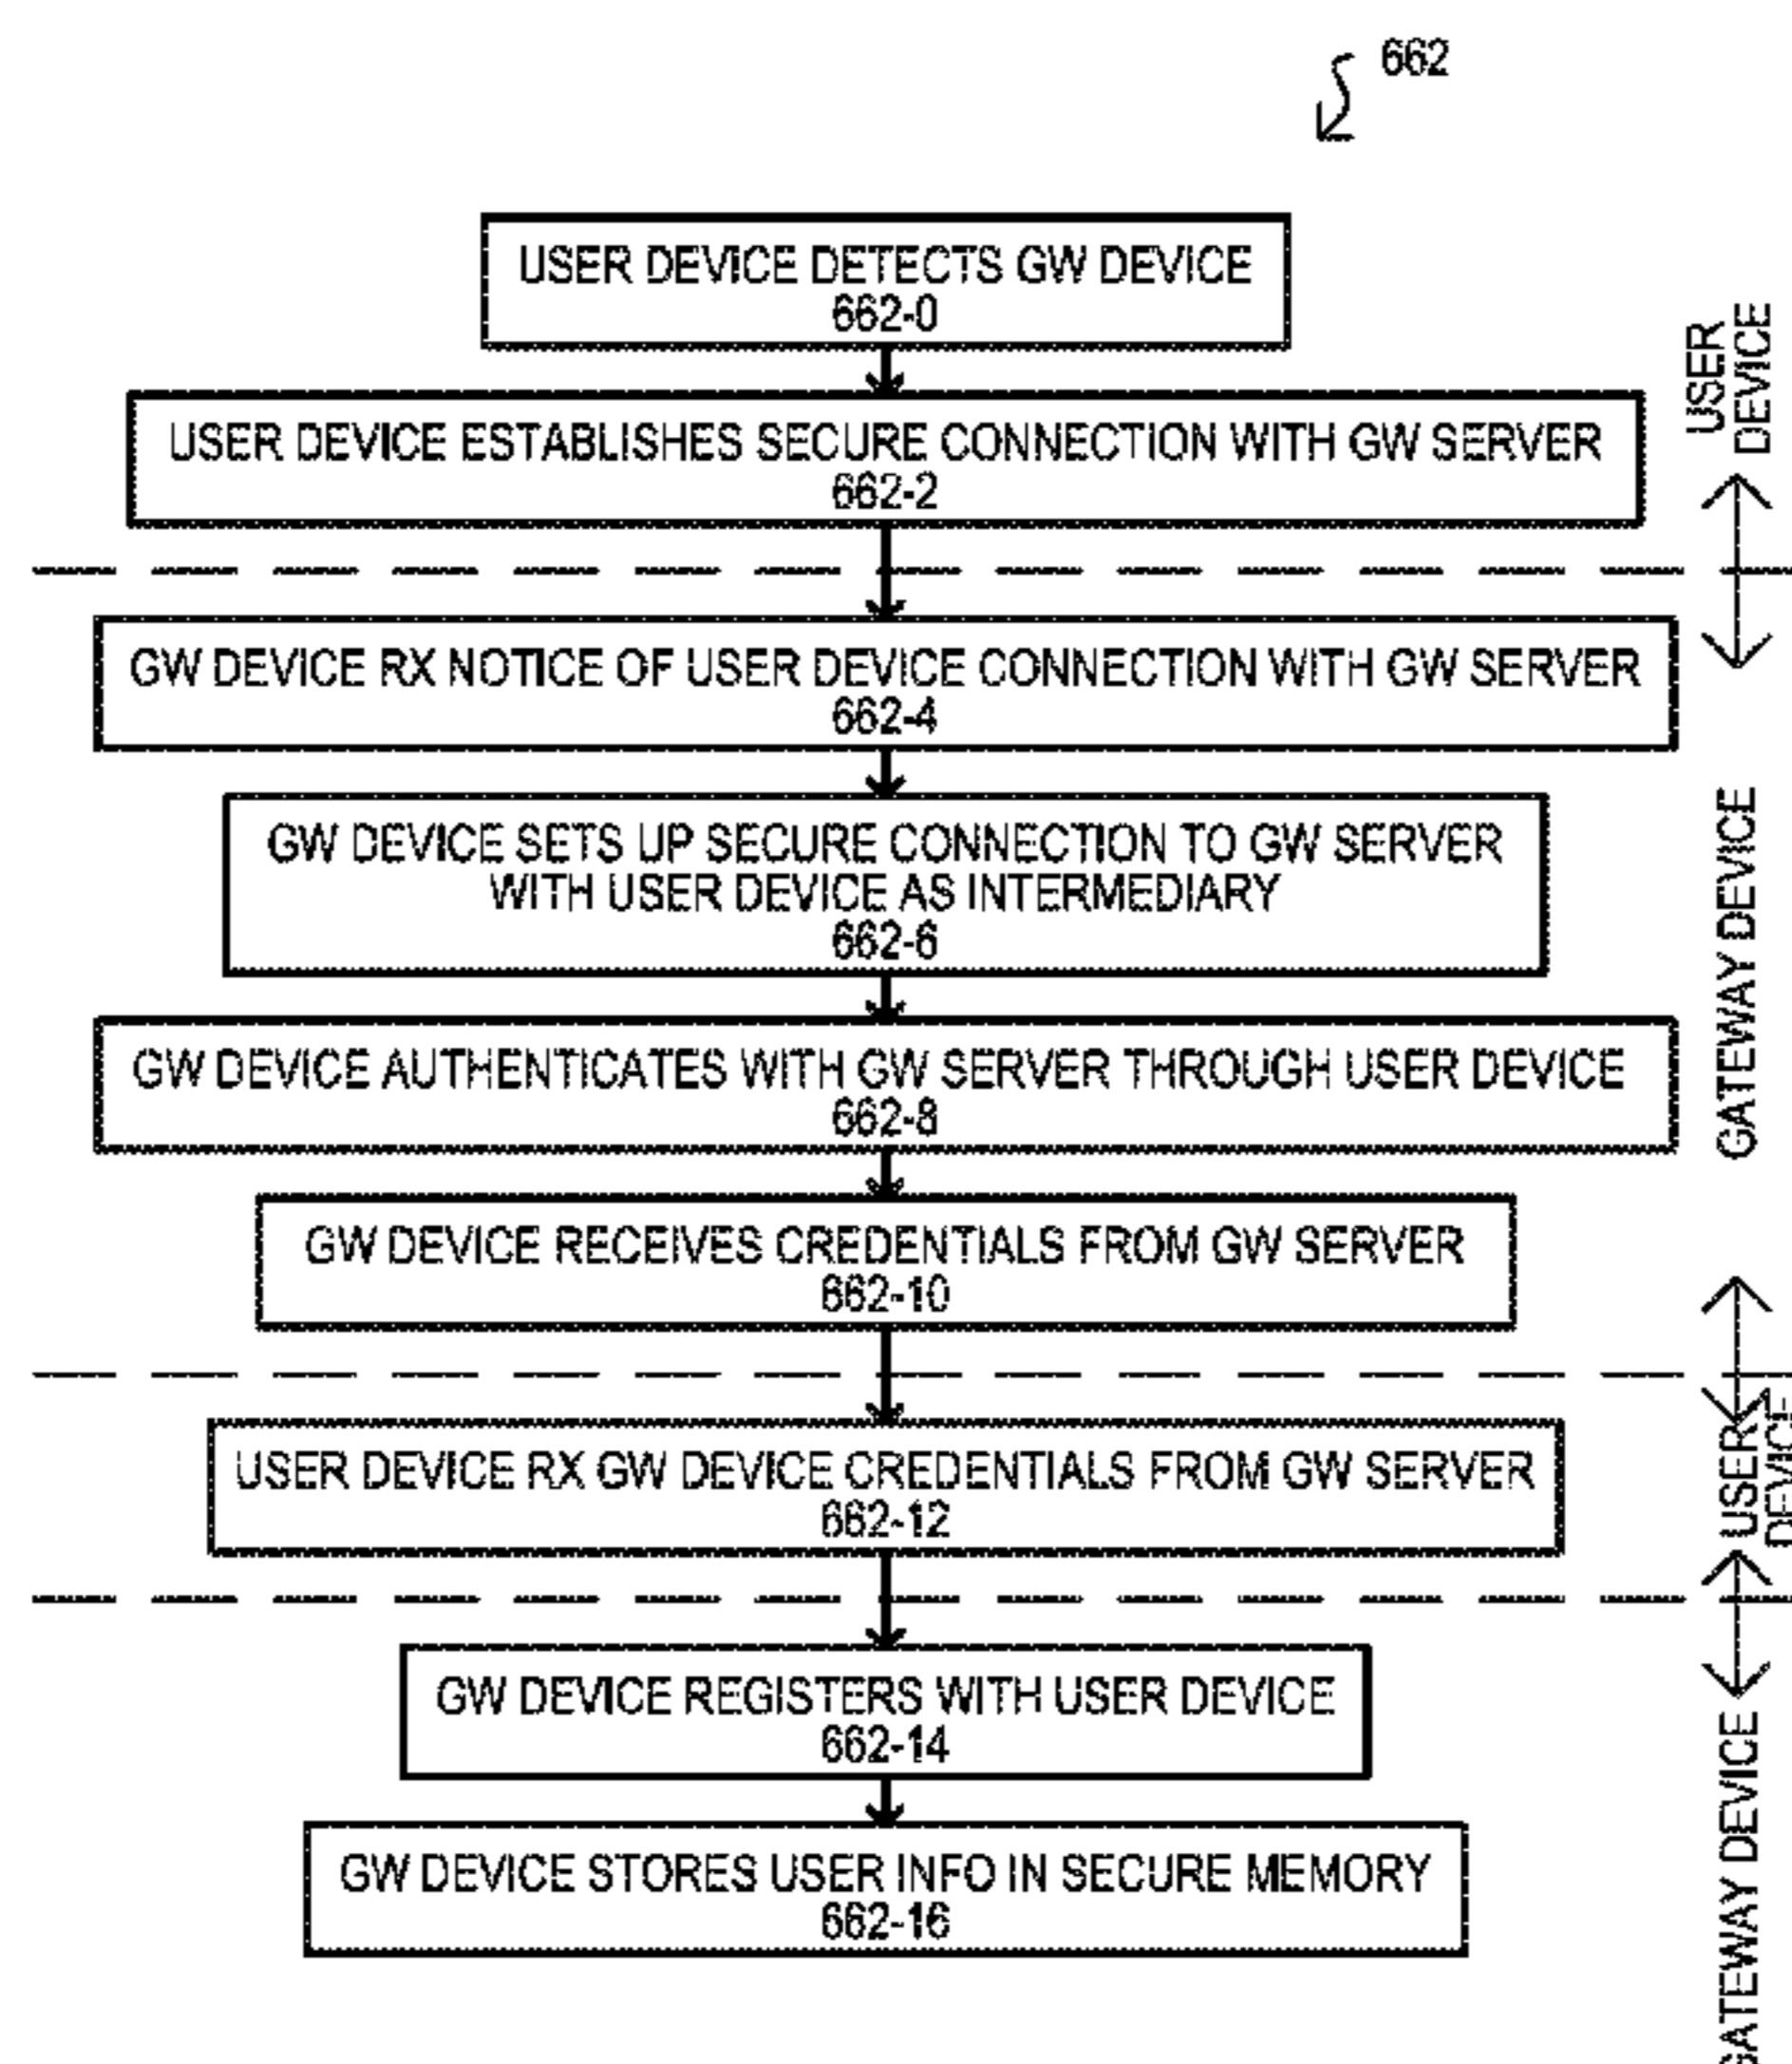 662
USER DEVICE DETECTS GW DEVICE
662-0
USER DEVICE ESTABLISHES SECURE CONNECTION WITH GW SERVER
662-2
USER
DEVICE
GW DEVICE RX NOTICE OF USER DEVICE CONNECTION WITH GW SERVER
662-4
GW DEVICE SETS UP SECURE CONNECTION TO GW SERVER
WITH USER DEVICE AS INTERMEDIARY
662-6
GW DEVICE AUTHENTICATES WITH GW SERVER THROUGH USER DEVICE
662-8
GW DEVICE RECEIVES CREDENTIALS FROM GW SERVER
662-10
GATEWAY DEVICE
USER DEVICE RX GW DEVICE CREDENTIALS FROM GW SERVER
662-12
USER
DEVICE
GW DEVICE REGISTERS WITH USER DEVICE
662-14
GW DEVICE STORES USER INFO IN SECURE MEMORY
662-16
GATEWAY DEVICE